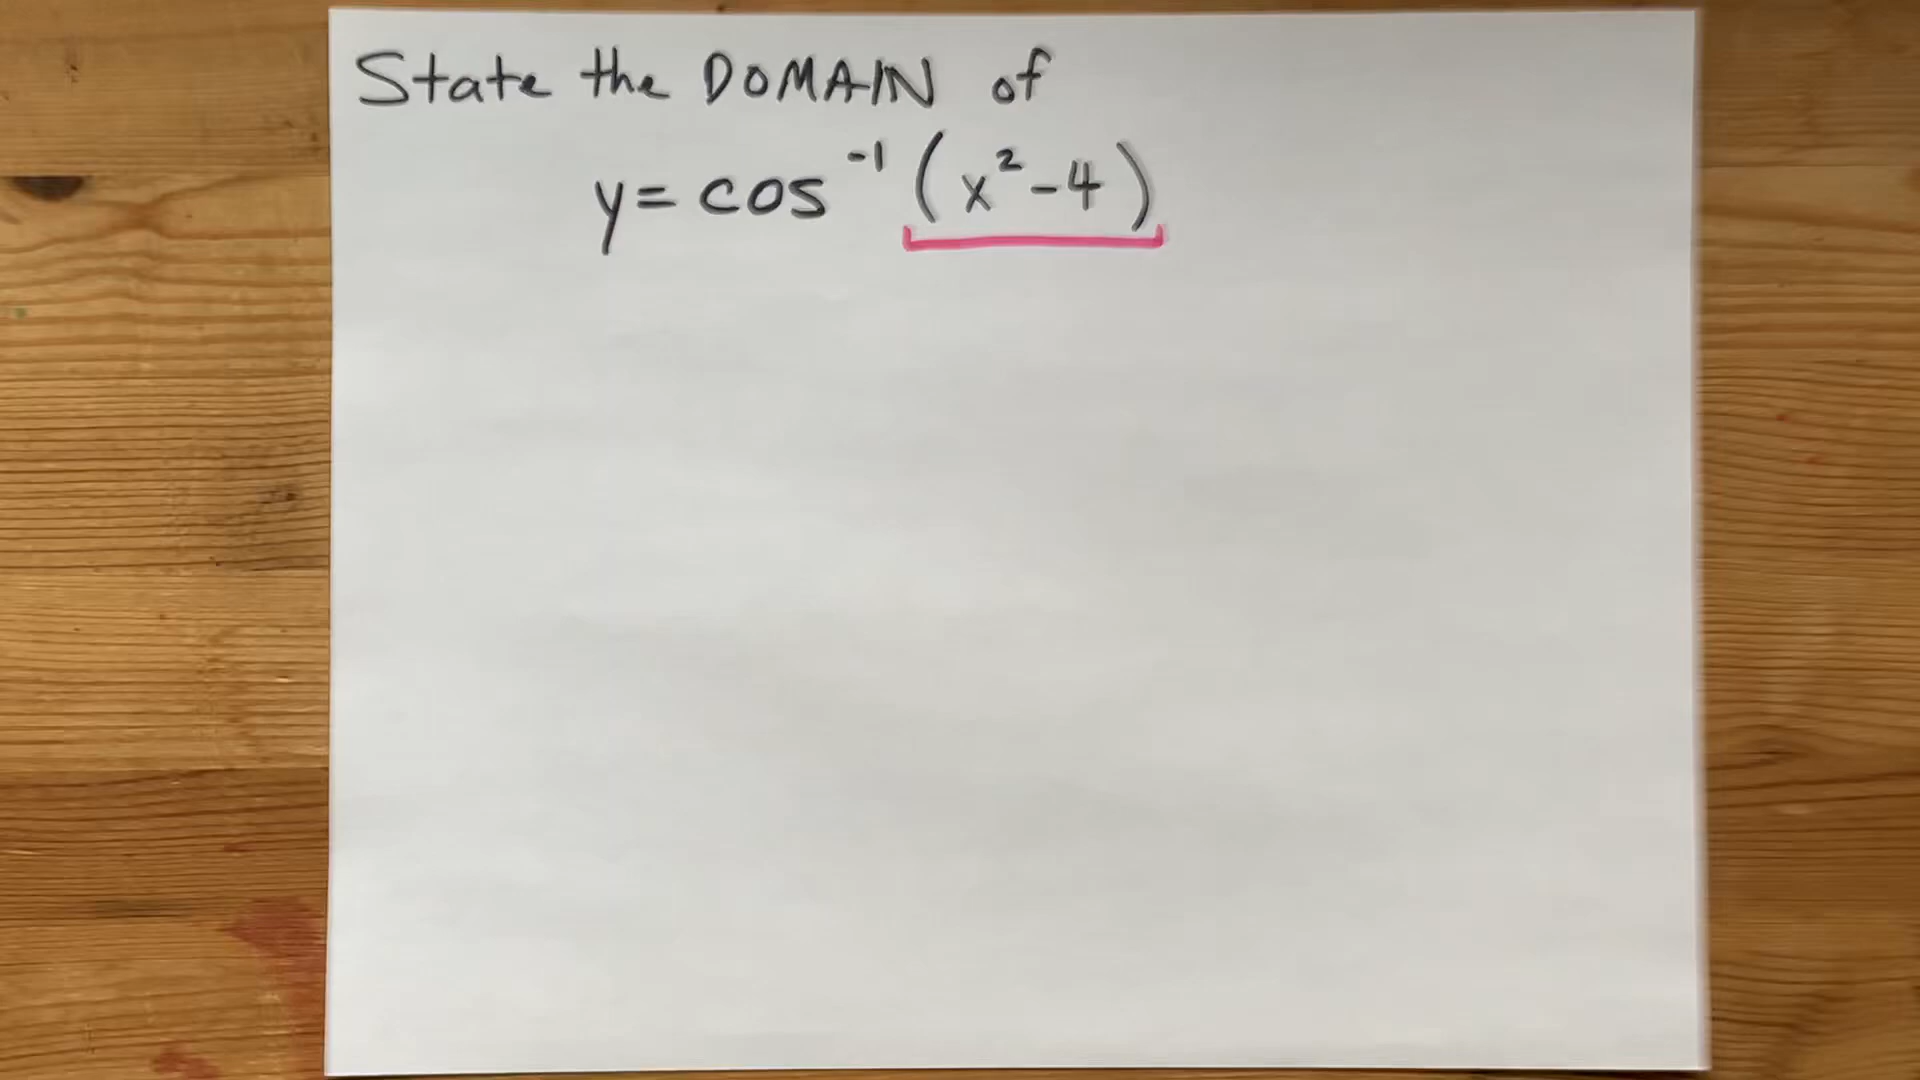 State the DOMAIN of
y = cos⁻¹ (x² - 4)